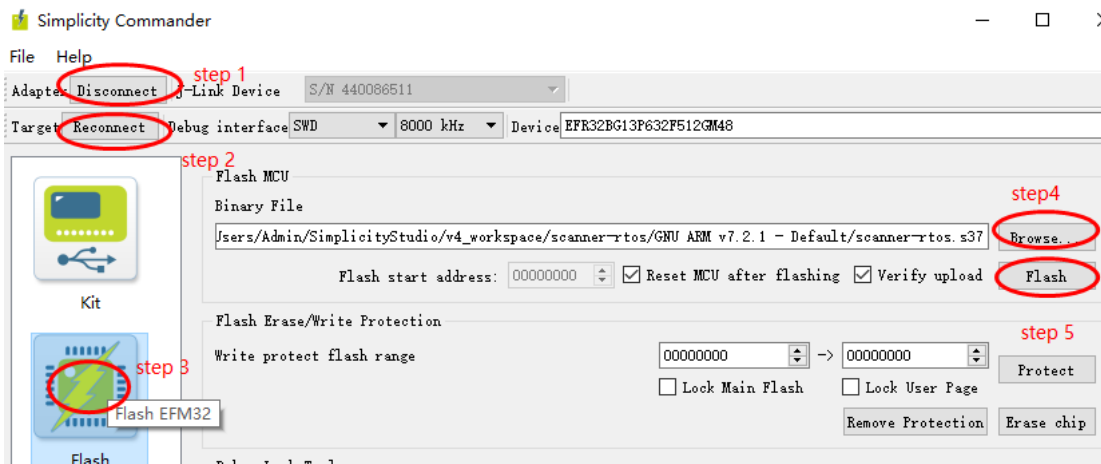 Simplicity Commander
File Help
step 1
Adapter Disconnect J-Link Device S/N 440086511
Target Reconnect Debug interface SWD 8000 kHz Device EFR32BG13P632F512GM48
step 2
Flash MCU
step4
Binary File
Users/Admin/SimplicityStudio/v4_workspace/scanner-rtos/GNU ARM v7.2.1 - Default/scanner-rtos.s37 Browse...
Flash start address: 00000000 Reset MCU after flashing Verify upload Flash
Kit
Flash Erase/Write Protection
step 5
Write protect flash range 00000000 -> 00000000
step 3
Protect
Lock Main Flash Lock User Page
Flash EFM32
Remove Protection Erase chip
Flash